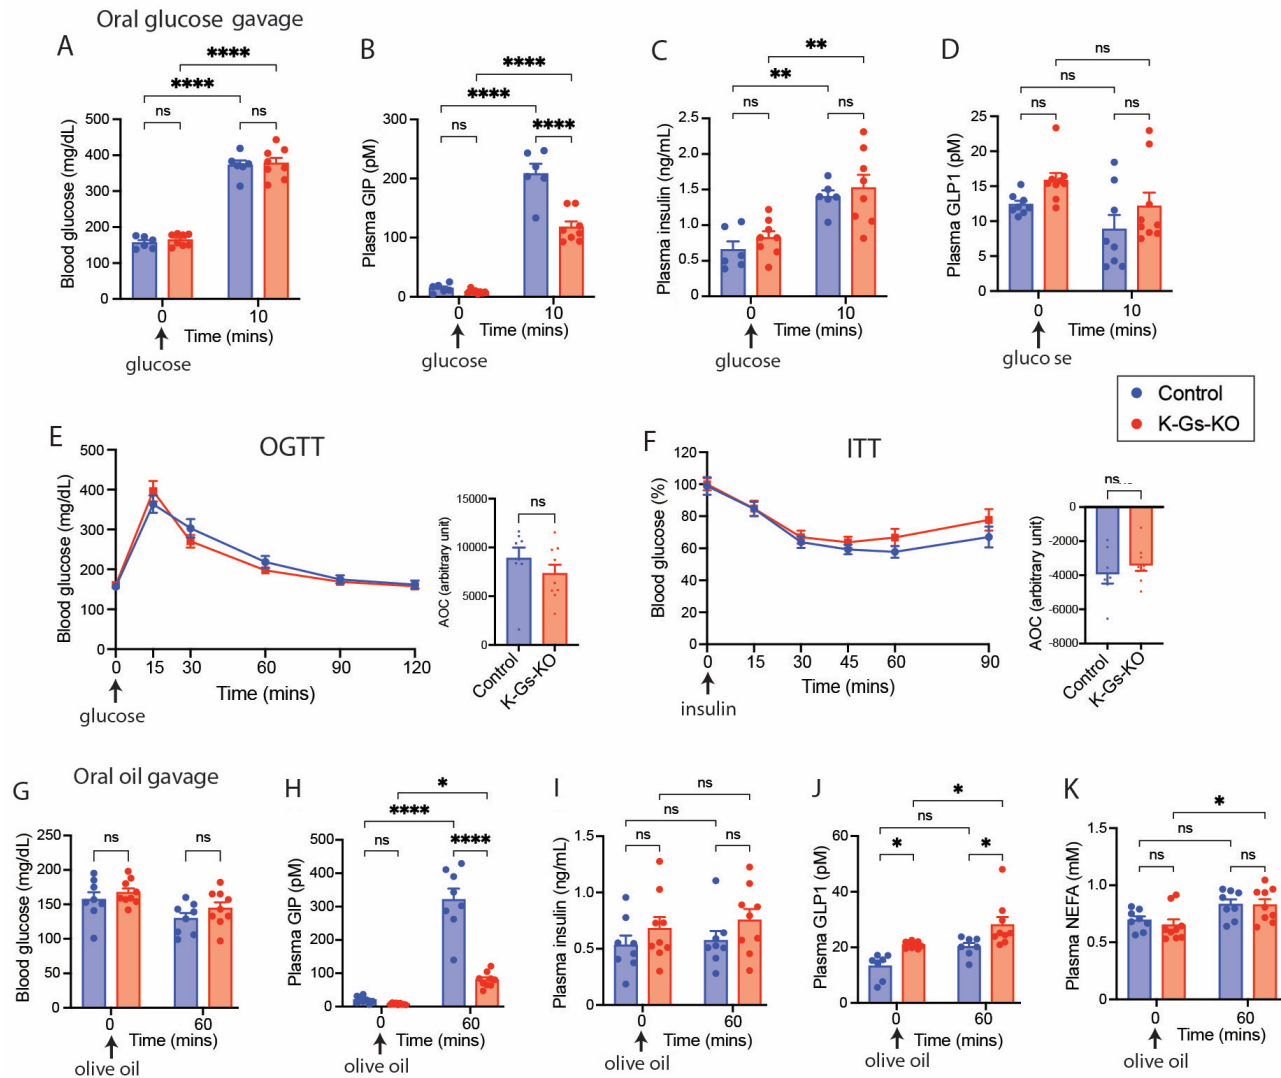 Oral glucose gavage
A
****
****
ns
ns
Blood glucose (mg/dL)
500
400
300
200
100
0
0
10
Time (mins)
glucose
B
****
****
ns
****
Plasma GIP (pM)
300
200
100
0
0
10
Time (mins)
glucose
C
**
**
ns
ns
Plasma insulin (ng/mL)
2.5
2.0
1.5
1.0
0.5
0
0
10
Time (mins)
glucose
D
ns
ns
ns
ns
Plasma GLP1 (pM)
25
20
15
10
5
0
0
10
Time (mins)
gluco se
Control
K-Gs-KO
E
OGTT
Blood glucose (mg/dL)
500
400
300
200
100
0
0
15
30
60
90
120
Time (mins)
glucose
ns
AOC (arbitrary unit)
15000
10000
5000
0
Control
K-Gs-KO
F
ITT
Blood glucose (%)
120
100
80
60
40
20
0
0
15
30
45
60
90
Time (mins)
insulin
ns
AOC (arbitrary unit)
0
-2000
-4000
-6000
-8000
Control
K-Gs-KO
Oral oil gavage
G
ns
ns
Blood glucose (mg/dL)
250
200
150
100
50
0
0
60
Time (mins)
olive oil
H
*
****
ns
****
Plasma GIP (pM)
500
400
300
200
100
0
0
60
Time (mins)
olive oil
I
ns
ns
ns
ns
Plasma insulin (ng/mL)
1.5
1.0
0.5
0
0
60
Time (mins)
olive oil
J
*
ns
*
*
Plasma GLP1 (pM)
60
40
20
0
0
60
Time (mins)
olive oil
K
*
ns
ns
ns
Plasma NEFA (mM)
1.5
1.0
0.5
0
0
60
Time (mins)
olive oil